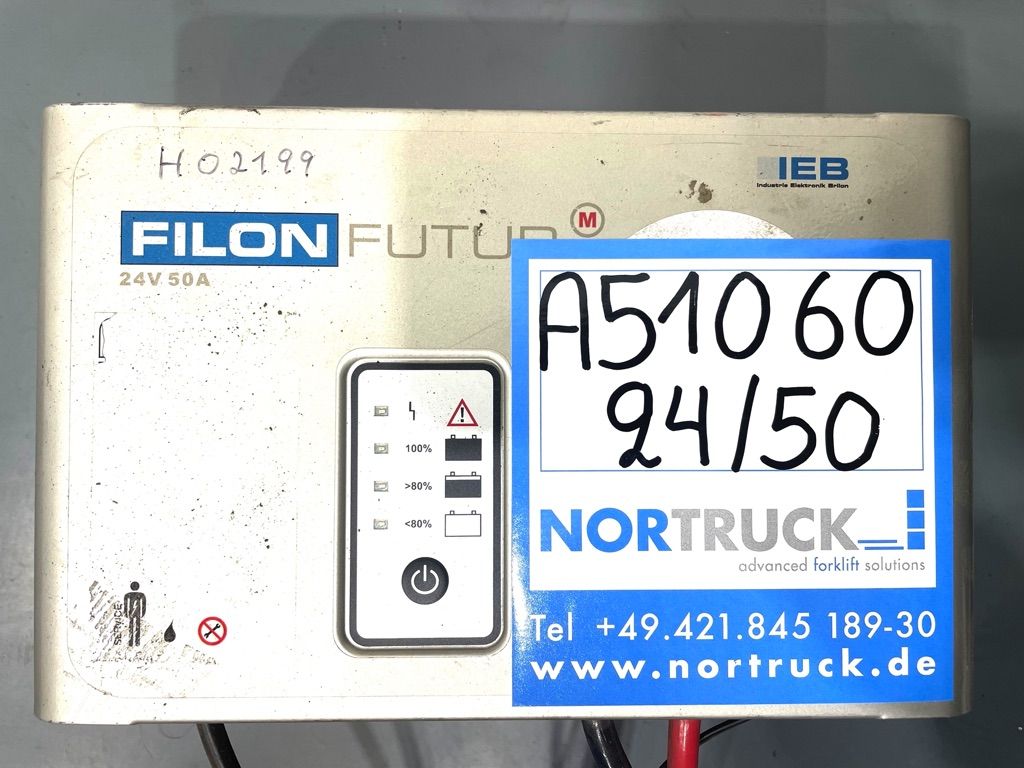 H02199
IEB
Industrie Elektronik Brilon
FILON FUTUR M
24V 50A
A51060
24/50
100%
>80%
<80%
NORTRUCK
advanced forklift solutions
SERVICE
Tel +49.421.845 189-30
www.nortruck.de